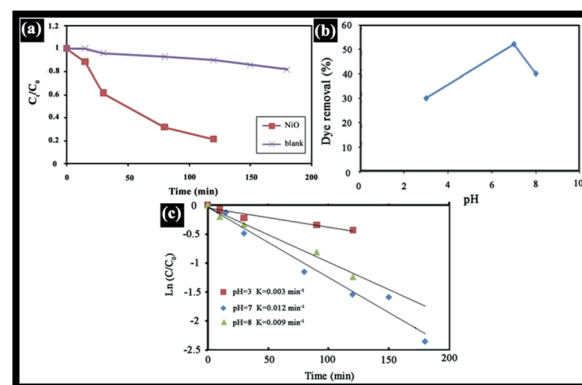 (a)
1.2
1
0.8
0.6
0.4
0.2
0
C_t/C_0
NiO
blank
0 50 100 150 200
Time (min)
(b)
60
50
40
30
20
10
0
Dye removal (%)
0 2 4 6 8 10
pH
(c)
0
-0.5
-1
-1.5
-2
-2.5
Ln (C/C_0)
pH=3 K=0.003 min⁻¹
pH=7 K=0.012 min⁻¹
pH=8 K=0.009 min⁻¹
0 50 100 150 200
Time (min)